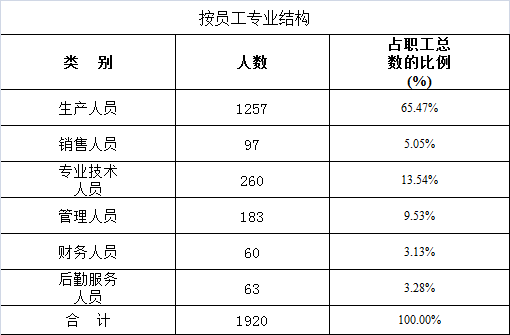 按员工专业结构
类 别 人数 占职工总
数的比例
(%)
生产人员 1257 65.47%
销售人员 97 5.05%
专业技术
人员 260 13.54%
管理人员 183 9.53%
财务人员 60 3.13%
后勤服务
人员 63 3.28%
合 计 1920 100.00%